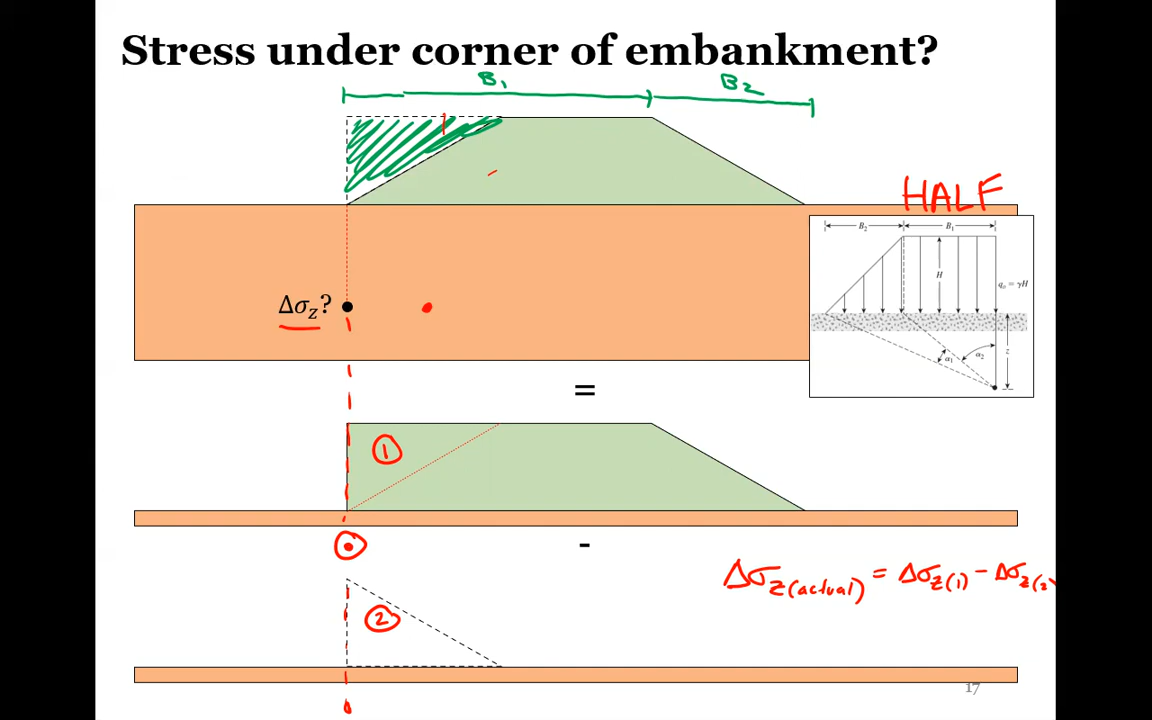 Stress under corner of embankment?
B₁
B₂
HALF
B₂ B₁
H
q₀ = γH
Δσz?
α₁ α₂ z
=
1
-
Δσz(actual) = Δσz(1) - Δσz(2)
2
17